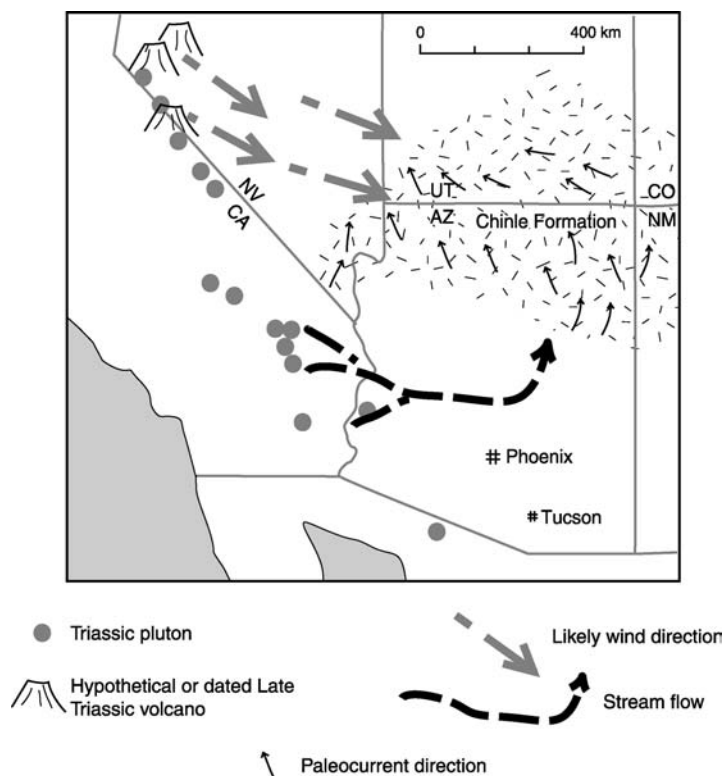 0 400 km
NV
CA
UT CO
AZ Chinle Formation NM
Phoenix
Tucson
Triassic pluton
Likely wind direction
Hypothetical or dated Late
Triassic volcano
Stream flow
Paleocurrent direction